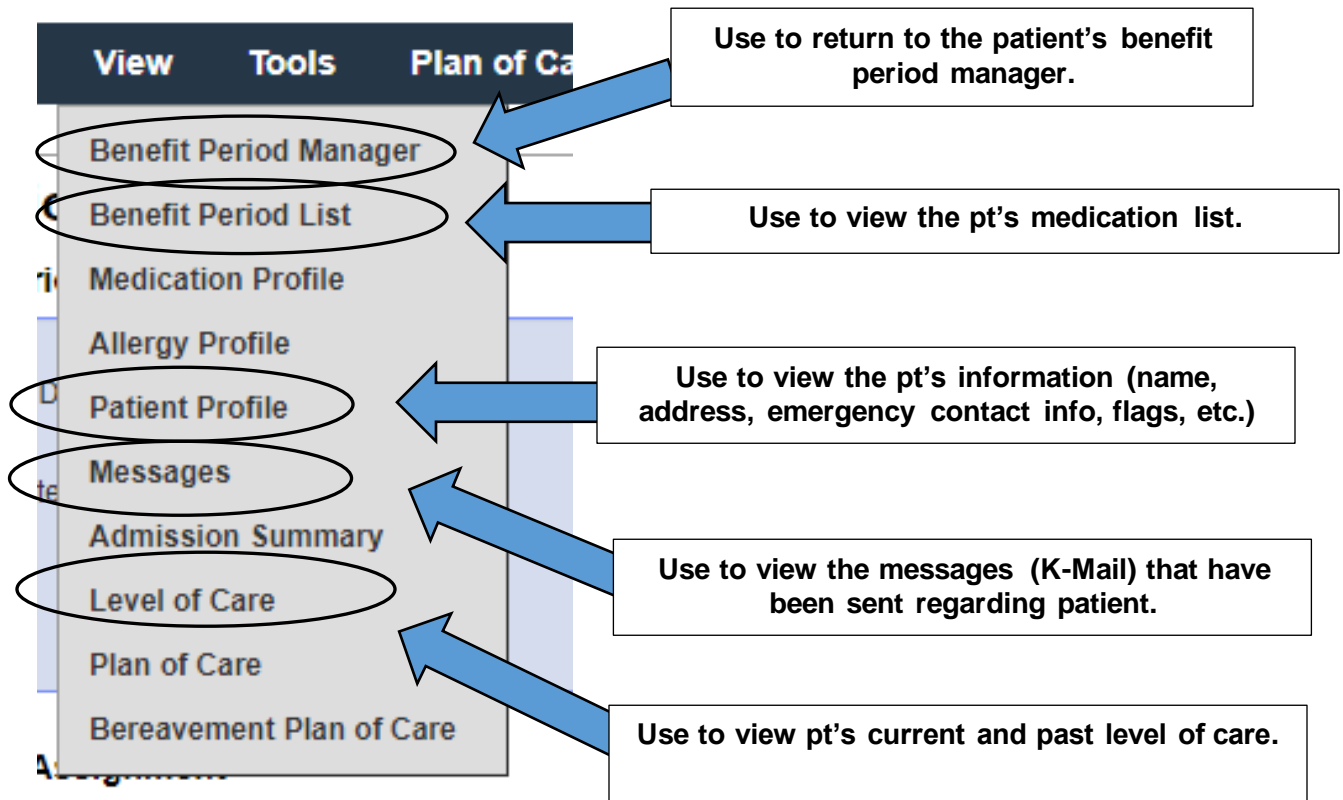 View Tools Plan of Ca
Use to return to the patient's benefit
period manager.
Benefit Period Manager
Benefit Period List
Use to view the pt's medication list.
Medication Profile
Allergy Profile
Patient Profile
Use to view the pt's information (name,
address, emergency contact info, flags, etc.)
Messages
Admission Summary
Use to view the messages (K-Mail) that have
been sent regarding patient.
Level of Care
Plan of Care
Bereavement Plan of Care
Use to view pt's current and past level of care.